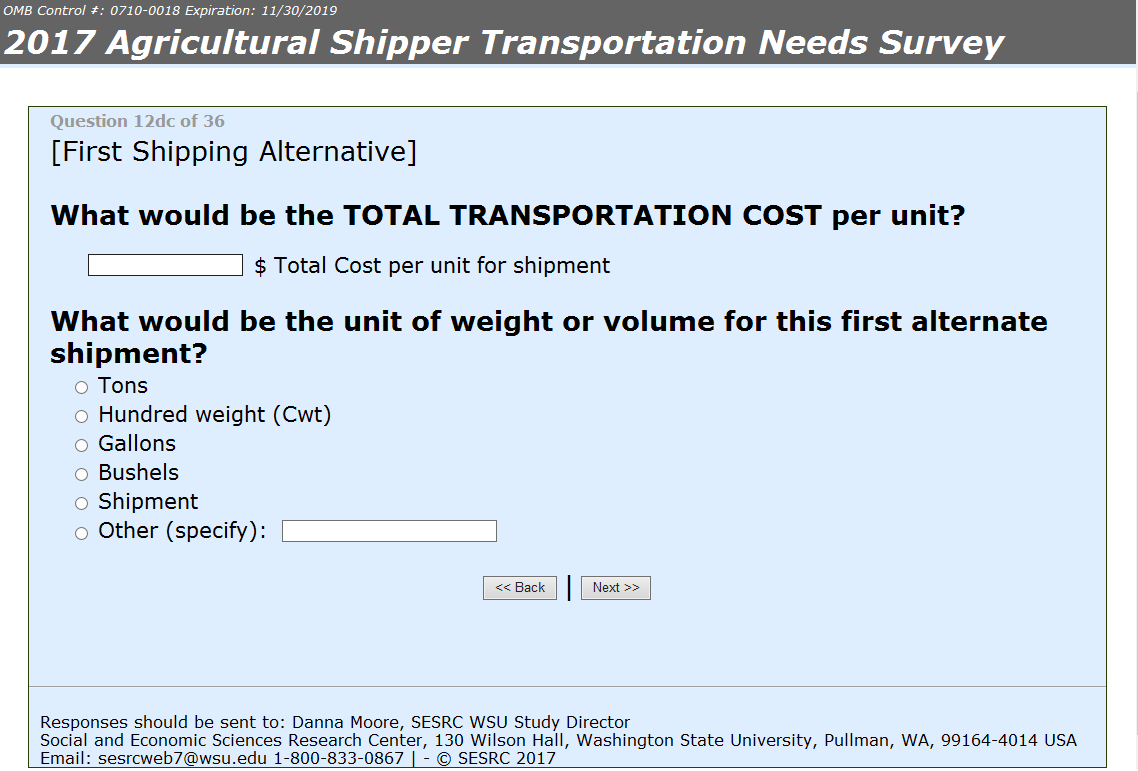 OMB Control #: 0710-0018 Expiration: 11/30/2019
2017 Agricultural Shipper Transportation Needs Survey
Question 12dc of 36
[First Shipping Alternative]
What would be the TOTAL TRANSPORTATION COST per unit?
$ Total Cost per unit for shipment
What would be the unit of weight or volume for this first alternate
shipment?
Tons
Hundred weight (Cwt)
Gallons
Bushels
Shipment
Other (specify):
<< Back | Next >>
Responses should be sent to: Danna Moore, SESRC WSU Study Director
Social and Economic Sciences Research Center, 130 Wilson Hall, Washington State University, Pullman, WA, 99164-4014 USA
Email: sesrcweb7@wsu.edu 1-800-833-0867 | - © SESRC 2017